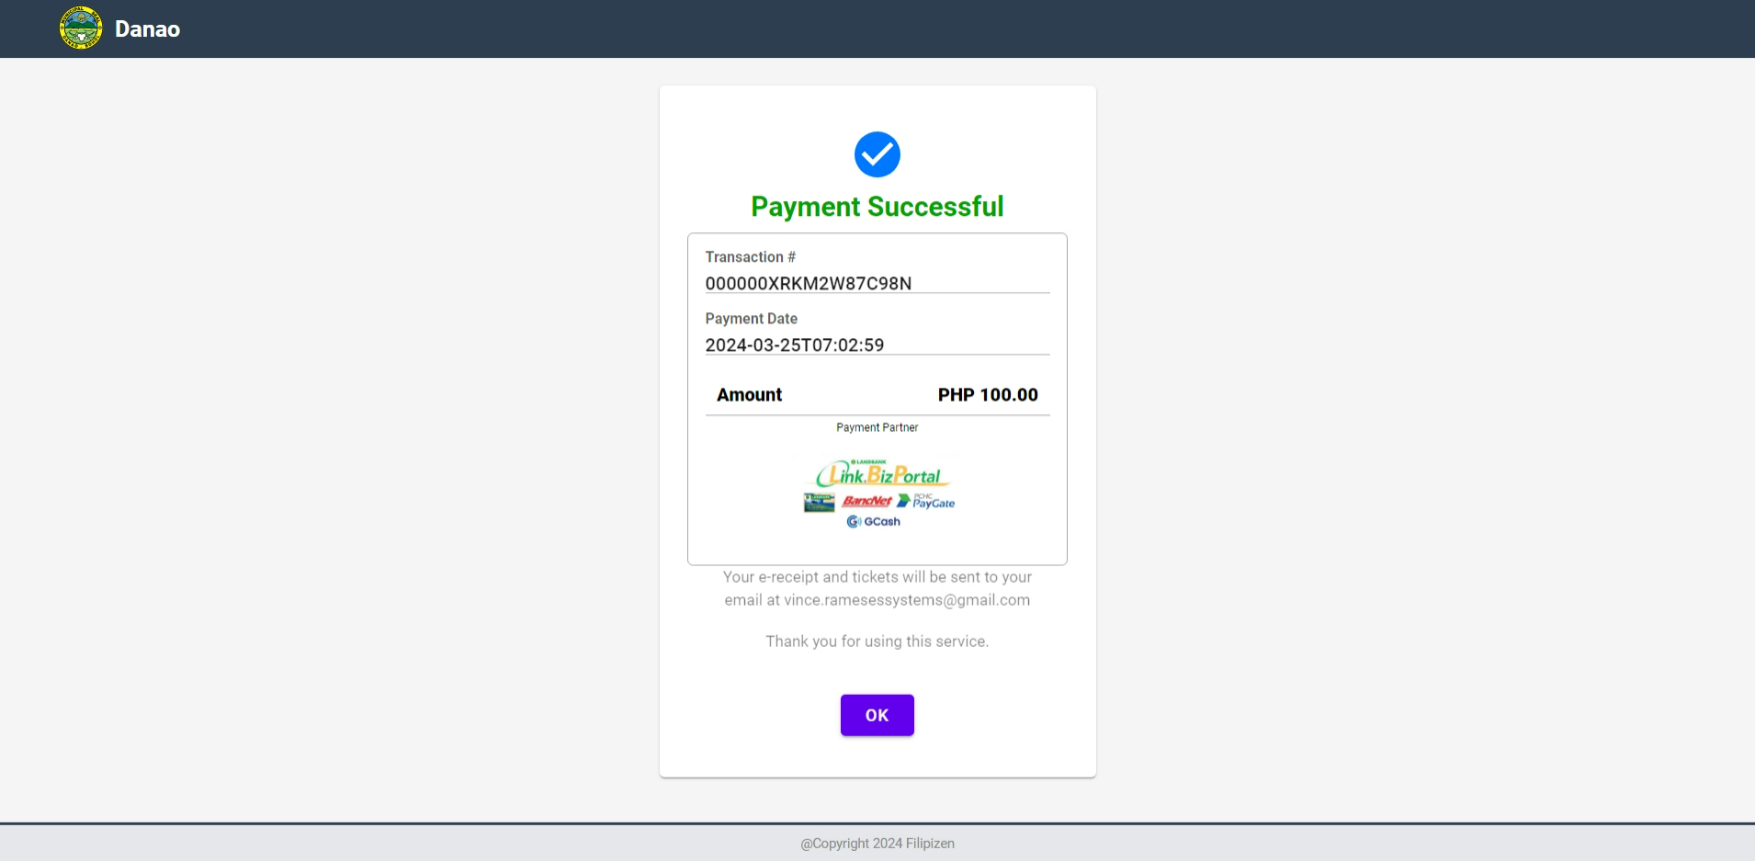 Danao
Payment Successful
Transaction #
000000XRKM2W87C98N
Payment Date
2024-03-25T07:02:59
Amount PHP 100.00
Payment Partner
LANDBANK
Link.BizPortal
BancNet PCHC PayGate
GCash
Your e-receipt and tickets will be sent to your
email at vince.ramesessystems@gmail.com
Thank you for using this service.
OK
@Copyright 2024 Filipizen